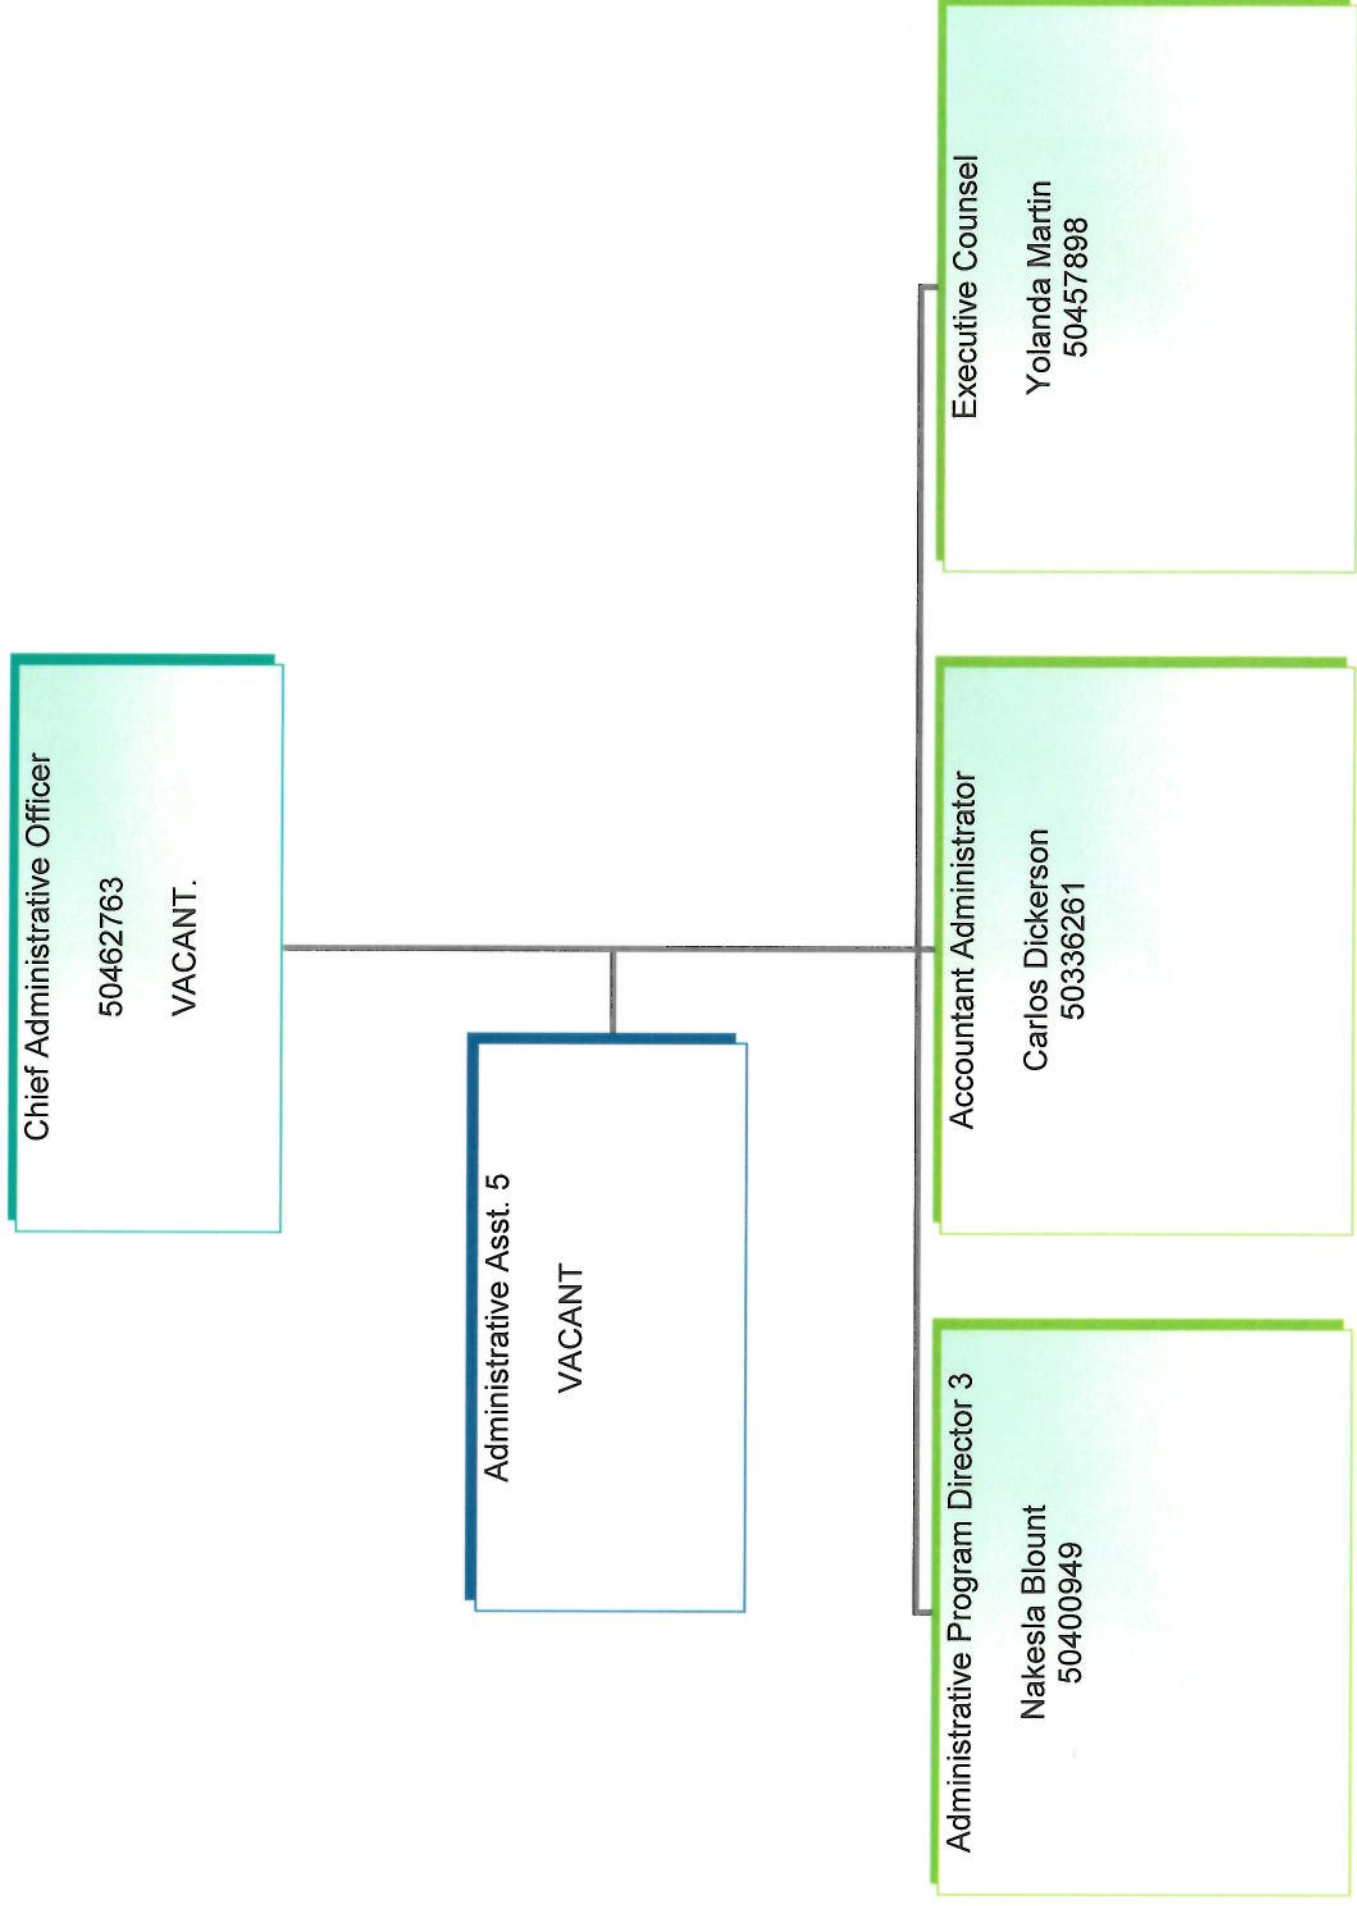 Chief Administrative Officer
50462763
VACANT.
Administrative Asst. 5
VACANT
Administrative Program Director 3
Nakesla Blount
50400949
Accountant Administrator
Carlos Dickerson
50336261
Executive Counsel
Yolanda Martin
50457898